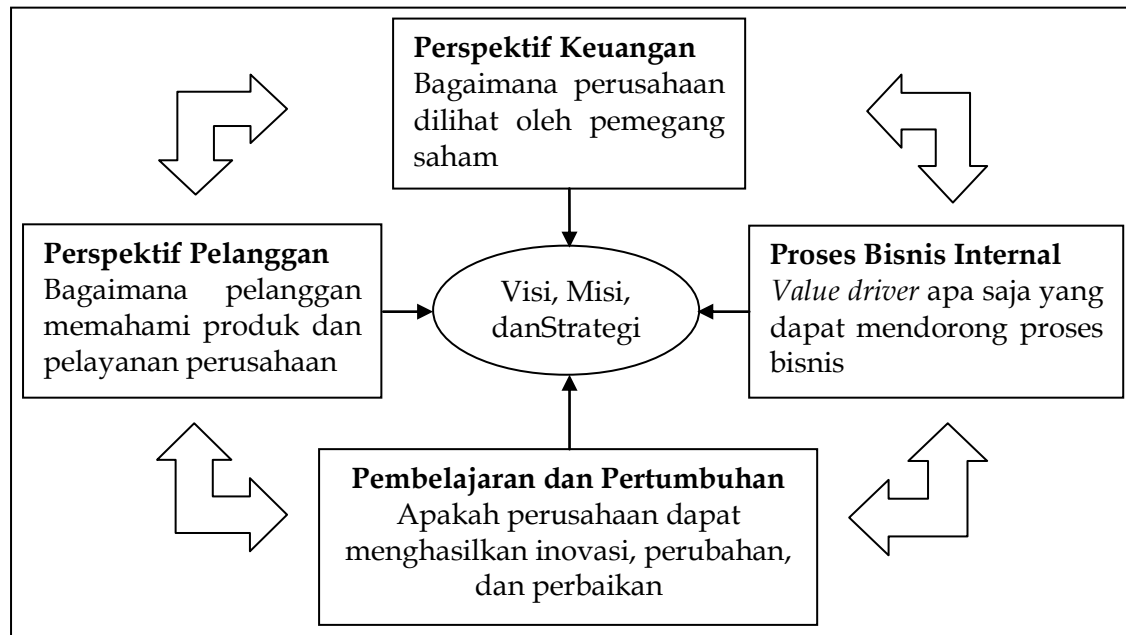 Perspektif Keuangan
Bagaimana perusahaan
dilihat oleh pemegang
saham
Perspektif Pelanggan
Bagaimana pelanggan
memahami produk dan
pelayanan perusahaan
Visi, Misi,
danStrategi
Proses Bisnis Internal
Value driver apa saja yang
dapat mendorong proses
bisnis
Pembelajaran dan Pertumbuhan
Apakah perusahaan dapat
menghasilkan inovasi, perubahan,
dan perbaikan